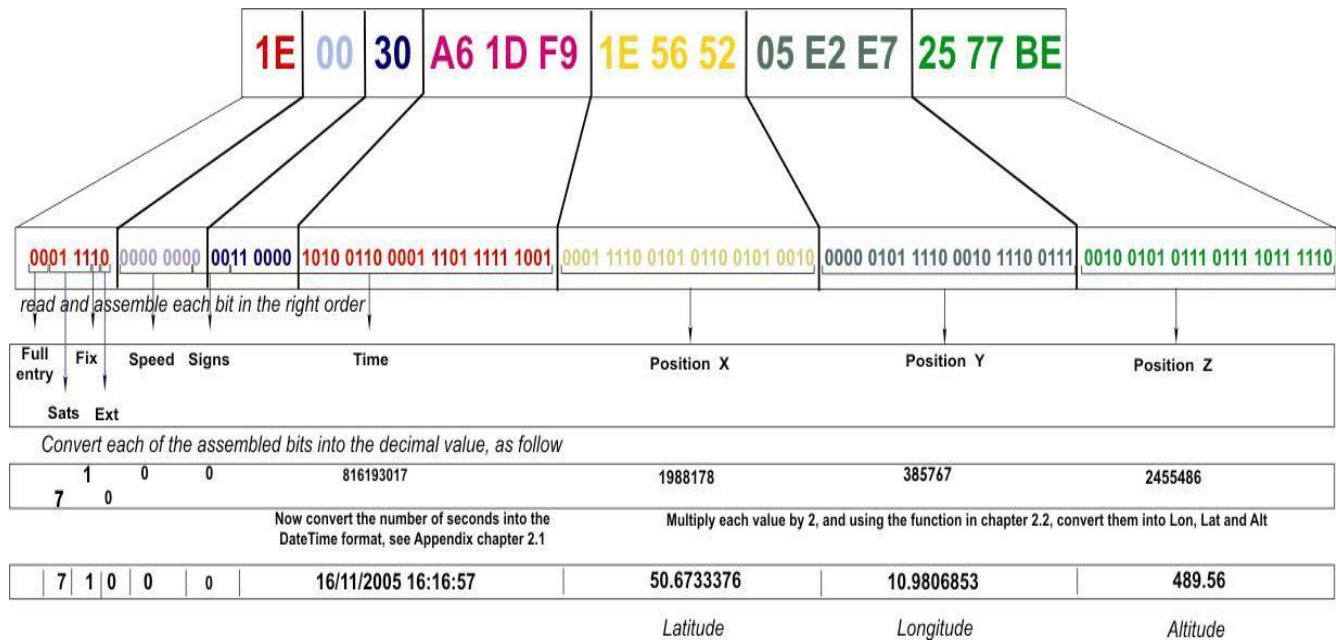 1E 00 30 A6 1D F9 1E 56 52 05 E2 E7 25 77 BE
0001 1110 0000 0000 0011 0000 1010 0110 0001 1101 1111 1001 0001 1110 0101 0110 0101 0010 0000 0101 1110 0010 1110 0111 0010 0101 0111 0111 1011 1110
read and assemble each bit in the right order
Full entry Fix Speed Signs Time Position X Position Y Position Z
Sats Ext
Convert each of the assembled bits into the decimal value, as follow
1 0 0 816193017 1988178 385767 2455486
7 0
Now convert the number of seconds into the
DateTime format, see Appendix chapter 2.1
Multiply each value by 2, and using the function in chapter 2.2, convert them into Lon, Lat and Alt
7 1 0 0 0 16/11/2005 16:16:57 50.6733376 10.9806853 489.56
Latitude Longitude Altitude